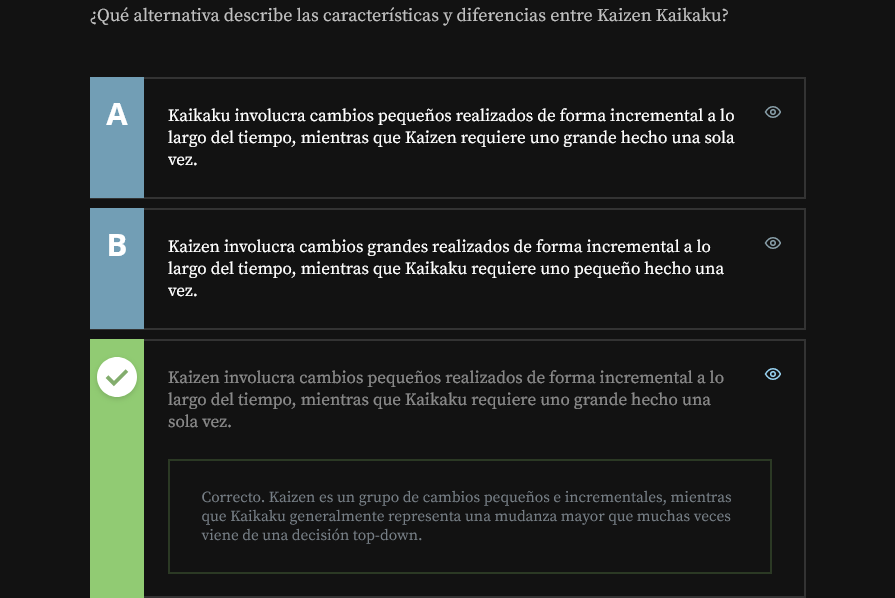 ¿Qué alternativa describe las características y diferencias entre Kaizen Kaikaku?
A
Kaikaku involucra cambios pequeños realizados de forma incremental a lo
largo del tiempo, mientras que Kaizen requiere uno grande hecho una sola
vez.
B
Kaizen involucra cambios grandes realizados de forma incremental a lo
largo del tiempo, mientras que Kaikaku requiere uno pequeño hecho una
vez.
Kaizen involucra cambios pequeños realizados de forma incremental a lo
largo del tiempo, mientras que Kaikaku requiere uno grande hecho una
sola vez.
Correcto. Kaizen es un grupo de cambios pequeños e incrementales, mientras
que Kaikaku generalmente representa una mudanza mayor que muchas veces
viene de una decisión top-down.